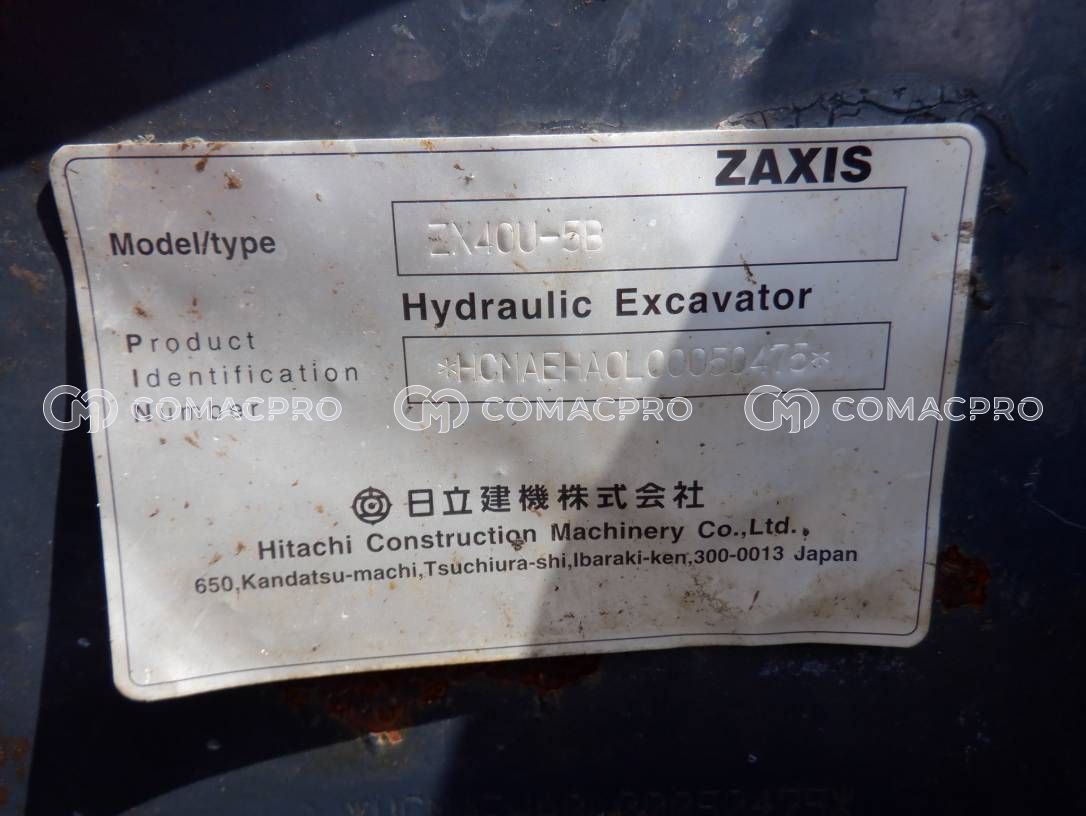 ZAXIS
Model/type ZX40U-5B
Hydraulic Excavator
Product
Identification
Number
COMACPRO COMACPRO COMACPRO
日立建機株式会社
Hitachi Construction Machinery Co.,Ltd.
650,Kandatsu-machi,Tsuchiura-shi,Ibaraki-ken,300-0013 Japan